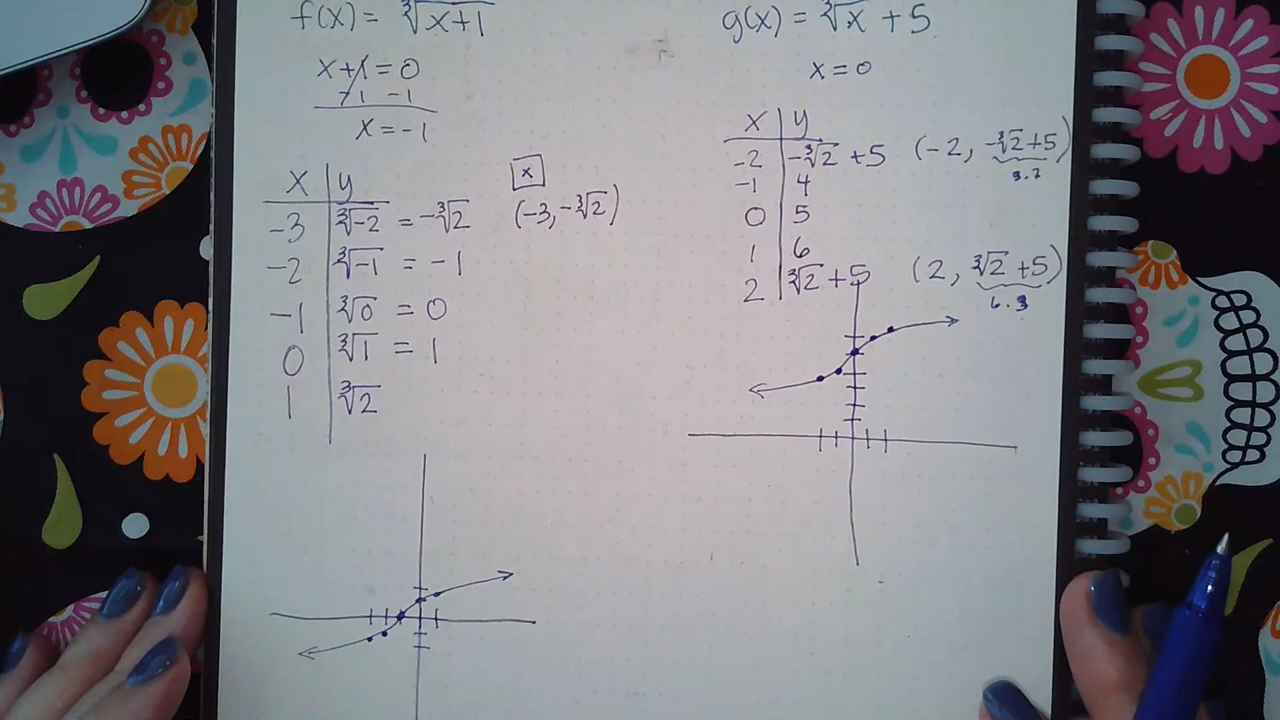 f(x) = ∛x+1
x+1 = 0
-1 -1
x = -1
x | y
-3 | ∛-2 = -∛2
-2 | ∛-1 = -1
-1 | ∛0 = 0
0 | ∛1 = 1
1 | ∛2
x
(-3, -∛2)
g(x) = ∛x + 5
x = 0
x | y
-2 | -∛2 + 5 (-2, -∛2+5)
3.7
-1 | 4
0 | 5
1 | 6
2 | ∛2 + 5 (2, ∛2 + 5)
6.3